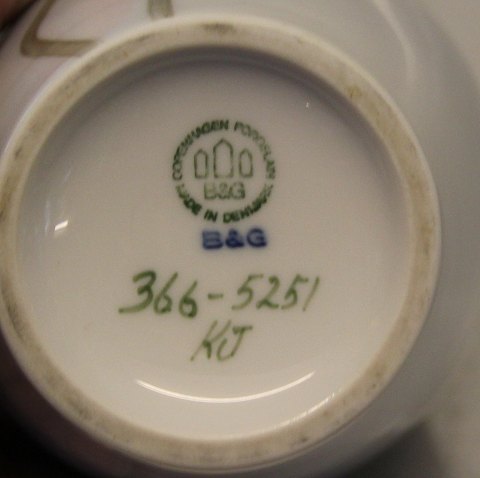 COPENHAGEN PORCELAIN
B&G
MADE IN DENMARK
B&G
366-5251
KJ